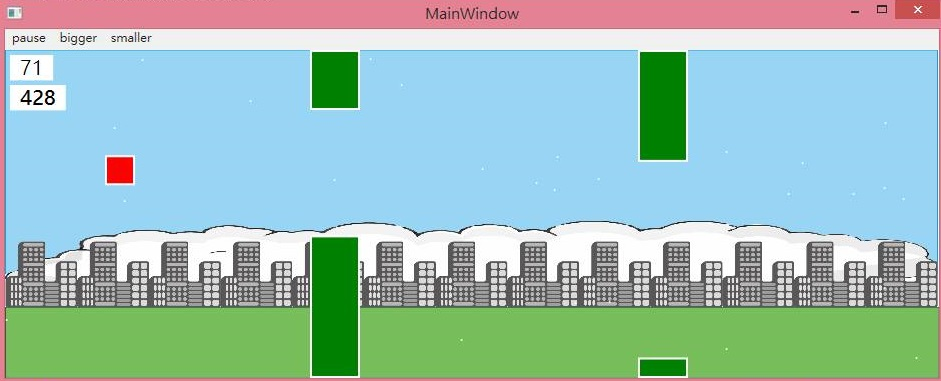 MainWindow
pause bigger smaller
71
428